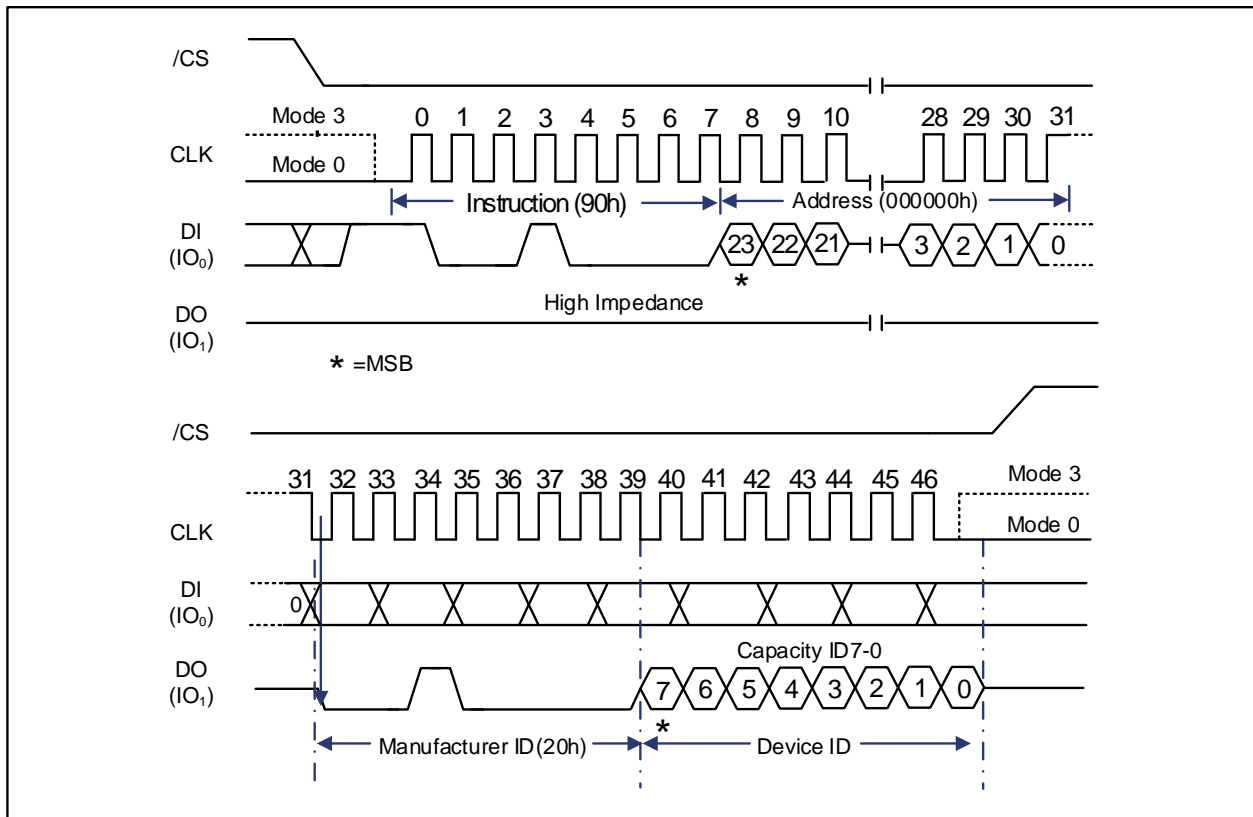 /CS
Mode 3 0 1 2 3 4 5 6 7 8 9 10 28 29 30 31
CLK
Mode 0
Instruction (90h) Address (000000h)
DI
(IO₀)
23 22 21 3 2 1 0
*
High Impedance
DO
(IO₁)
* =MSB
/CS
31 32 33 34 35 36 37 38 39 40 41 42 43 44 45 46 Mode 3
CLK
Mode 0
DI
(IO₀)
0
Capacity ID7-0
DO
(IO₁)
7 6 5 4 3 2 1 0
*
Manufacturer ID(20h) Device ID